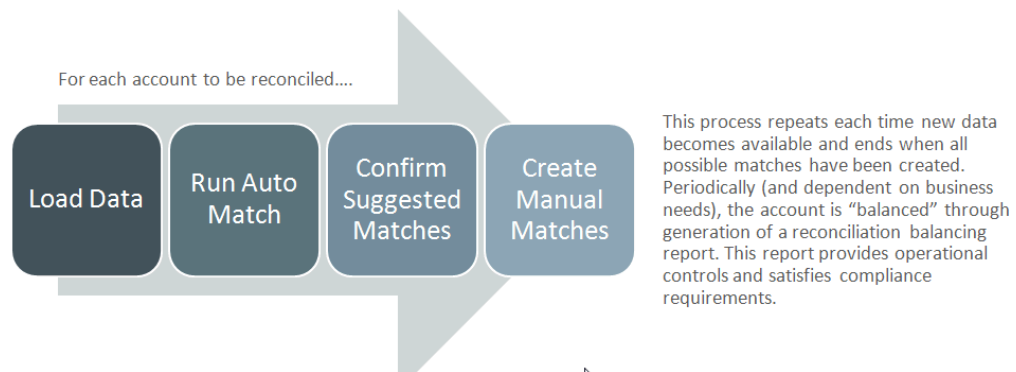 For each account to be reconciled....
Load Data
Run Auto
Match
Confirm
Suggested
Matches
Create
Manual
Matches
This process repeats each time new data
becomes available and ends when all
possible matches have been created.
Periodically (and dependent on business
needs), the account is “balanced” through
generation of a reconciliation balancing
report. This report provides operational
controls and satisfies compliance
requirements.